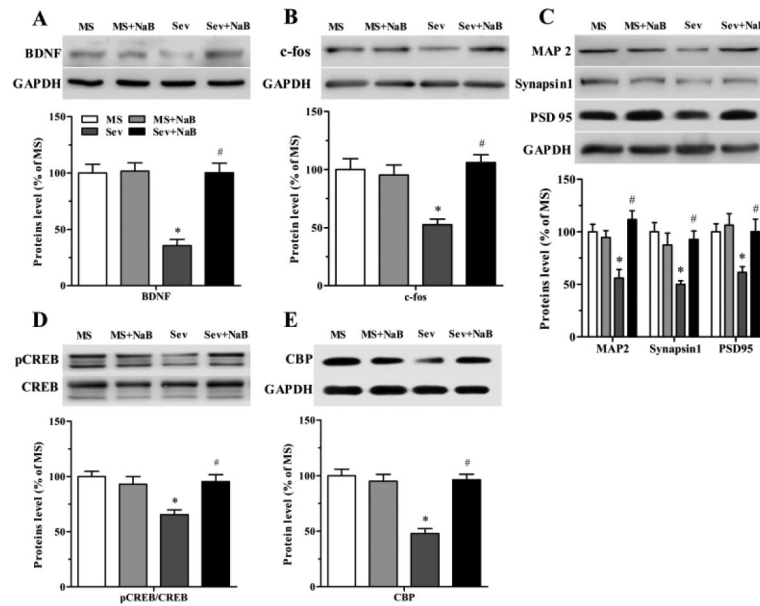 A
MS MS+NaB Sev Sev+NaB
BDNF
GAPDH
MS MS+NaB
Sev Sev+NaB
Proteins level (% of MS)
150
100
50
0
#
*
BDNF
B
MS MS+NaB Sev Sev+NaB
c-fos
GAPDH
Protein level (% of MS)
150
100
50
0
#
*
c-fos
C
MS MS+NaB Sev Sev+NaB
MAP 2
Synapsin1
PSD 95
GAPDH
Proteins level (% of MS)
150
100
50
0
# # #
* * *
MAP2 Synapsin1 PSD95
D
MS MS+NaB Sev Sev+NaB
pCREB
CREB
Proteins level (% of MS)
150
100
50
0
#
*
pCREB/CREB
E
MS MS+NaB Sev Sev+NaB
CBP
GAPDH
Protein level (% of MS)
150
100
50
0
#
*
CBP